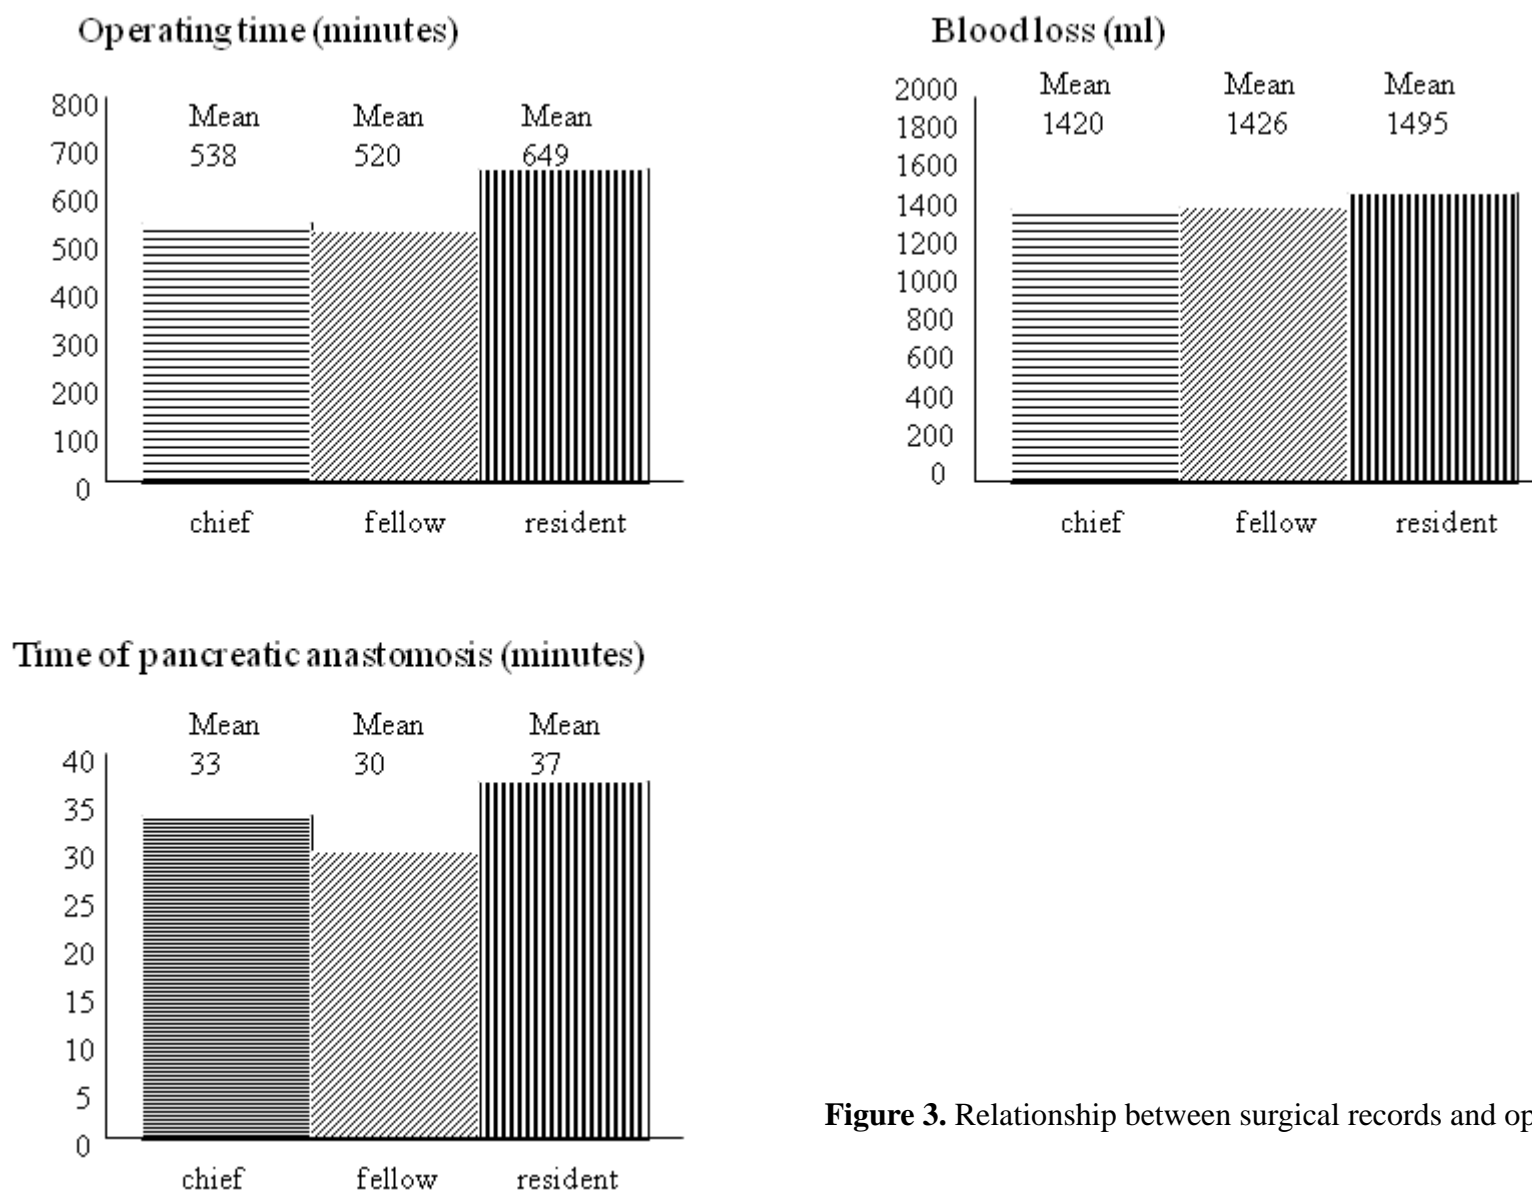 Operating time (minutes)
800
700
600
500
400
300
200
100
0
Mean
538
Mean
520
Mean
649
chief
fellow
resident
Blood loss (ml)
2000
1800
1600
1400
1200
1000
800
600
400
200
0
Mean
1420
Mean
1426
Mean
1495
chief
fellow
resident
Time of pancreatic anastomosis (minutes)
40
35
30
25
20
15
10
5
0
Mean
33
Mean
30
Mean
37
chief
fellow
resident
Figure 3. Relationship between surgical records and op